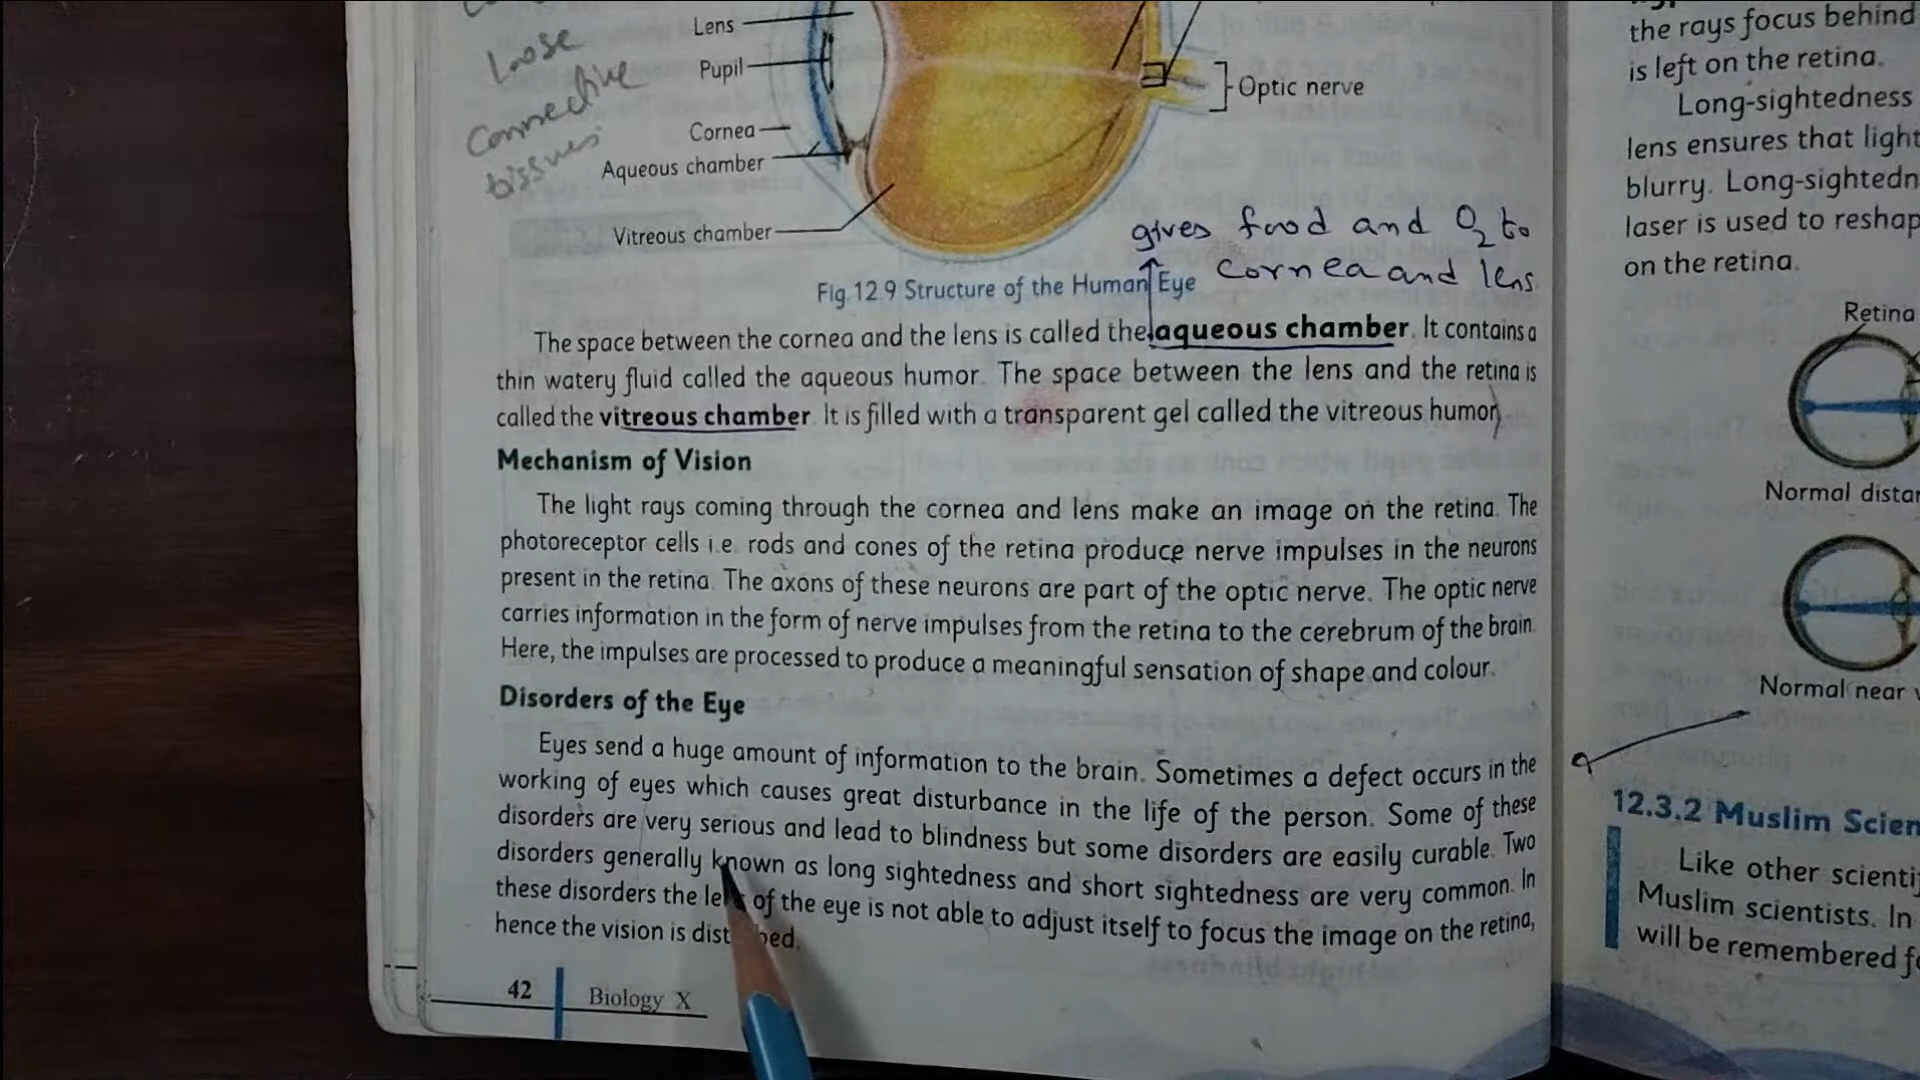 Loose
Connective
tissues
Lens
Pupil
Cornea
Aqueous chamber
Vitreous chamber
Optic nerve
gives food and O2 to
cornea and lens
Fig.12.9 Structure of the Human Eye
The space between the cornea and the lens is called the aqueous chamber. It contains a
thin watery fluid called the aqueous humor. The space between the lens and the retina is
called the vitreous chamber. It is filled with a transparent gel called the vitreous humor
Mechanism of Vision
The light rays coming through the cornea and lens make an image on the retina. The
photoreceptor cells i.e. rods and cones of the retina produce nerve impulses in the neurons
present in the retina. The axons of these neurons are part of the optic nerve. The optic nerve
carries information in the form of nerve impulses from the retina to the cerebrum of the brain.
Here, the impulses are processed to produce a meaningful sensation of shape and colour.
Disorders of the Eye
Eyes send a huge amount of information to the brain. Sometimes a defect occurs in the
working of eyes which causes great disturbance in the life of the person. Some of these
disorders are very serious and lead to blindness but some disorders are easily curable. Two
disorders generally known as long sightedness and short sightedness are very common. In
these disorders the of the eye is not able to adjust itself to focus the image on the retina,
hence the vision is
42 Biology X
the rays focus behind
is left on the retina.
Long-sightedness
lens ensures that light
blurry. Long-sightedn
laser is used to reshap
on the retina.
Retina
Normal distan
Normal near v
12.3.2 Muslim Scien
Like other scienti
Muslim scientists. In
will be remembered fo